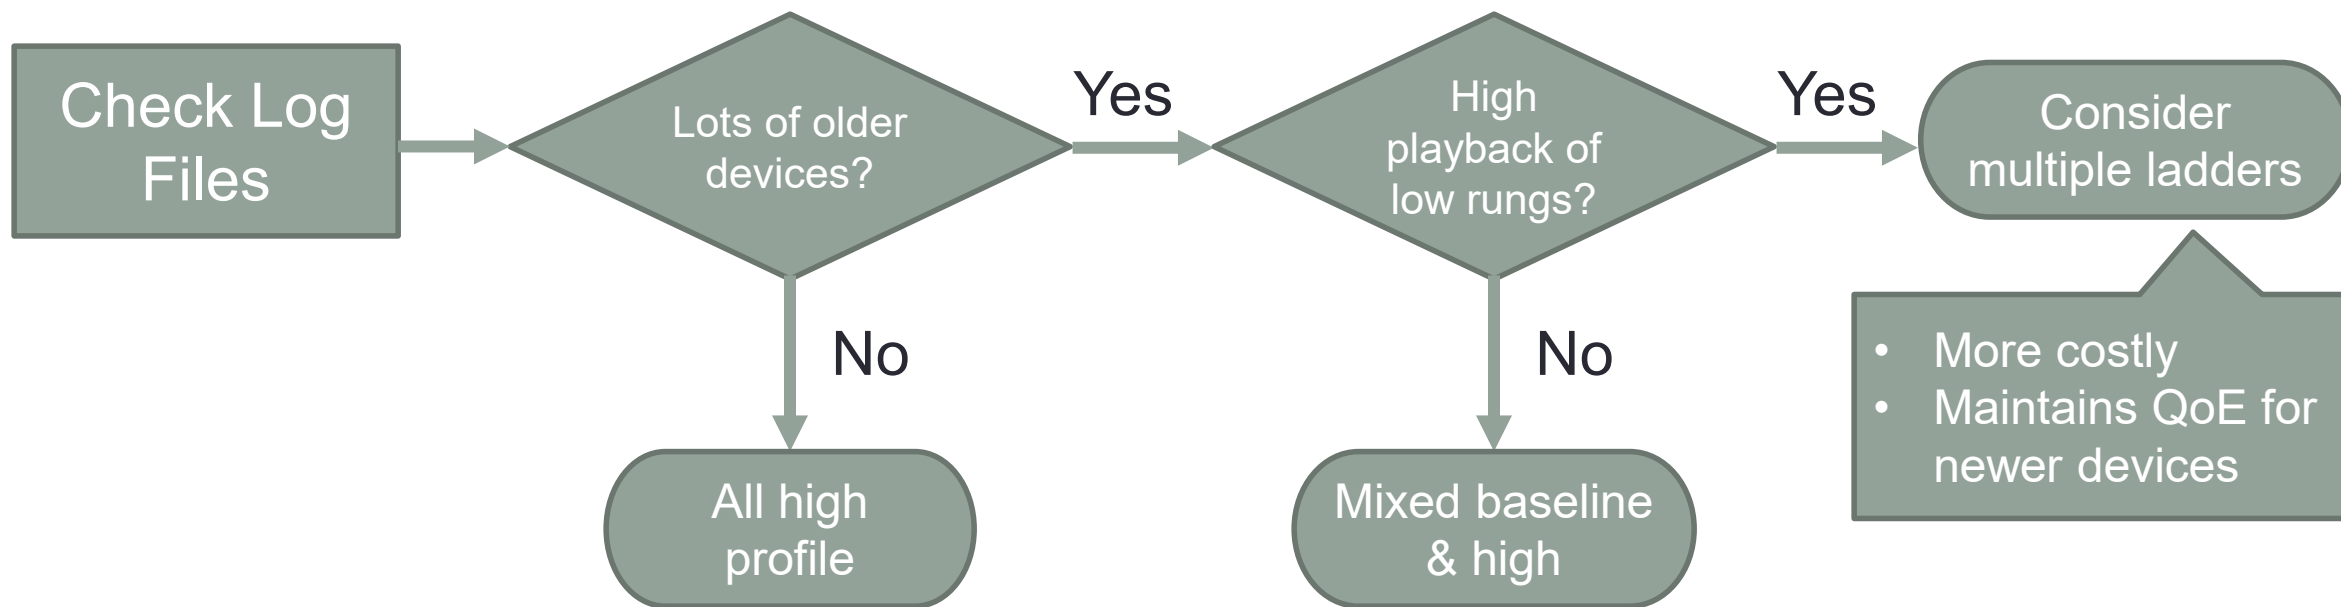 Check Log
Files
Lots of older
devices?
Yes
High
playback of
low rungs?
Yes
Consider
multiple ladders
No
No
• More costly
• Maintains QoE for
newer devices
All high
profile
Mixed baseline
& high